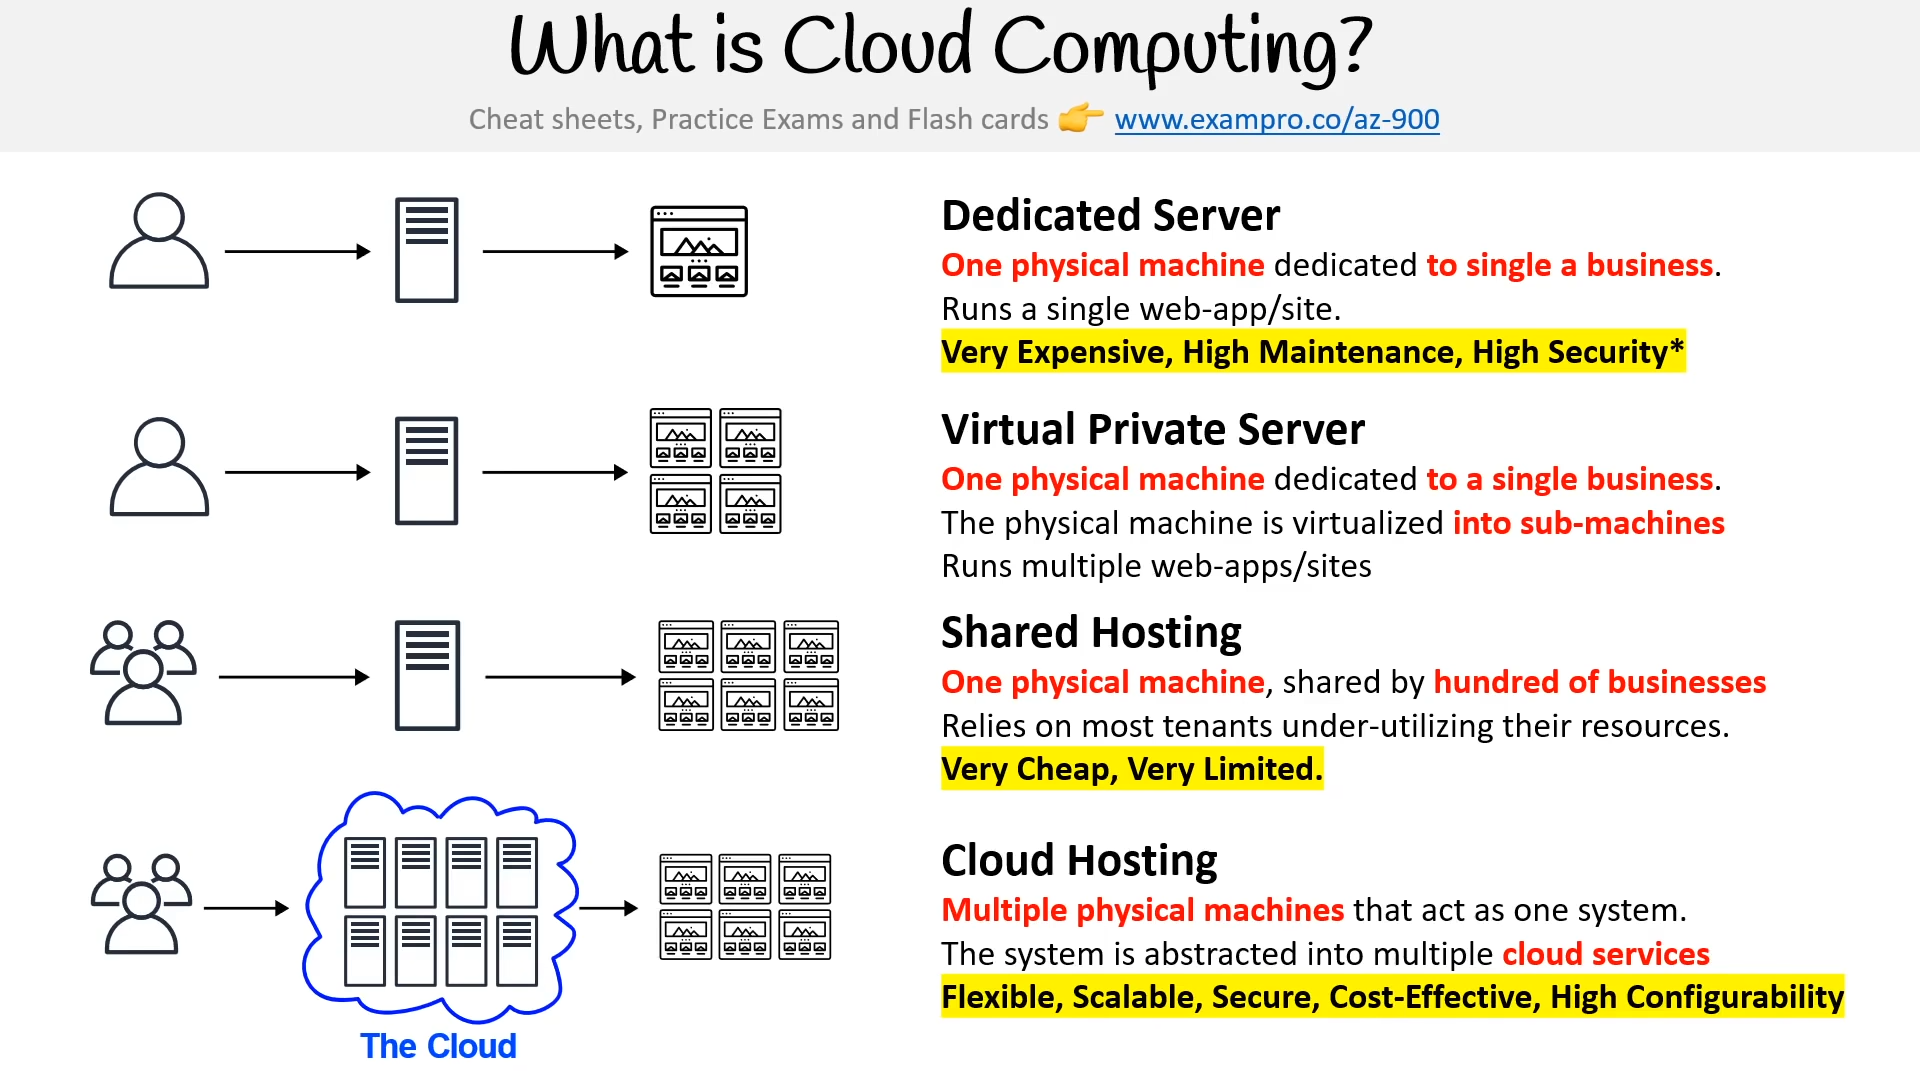 What is Cloud Computing?
Cheat sheets, Practice Exams and Flash cards 👉 www.exampro.co/az-900
Dedicated Server
One physical machine dedicated to single a business.
Runs a single web-app/site.
Very Expensive, High Maintenance, High Security*
Virtual Private Server
One physical machine dedicated to a single business.
The physical machine is virtualized into sub-machines
Runs multiple web-apps/sites
Shared Hosting
One physical machine, shared by hundred of businesses
Relies on most tenants under-utilizing their resources.
Very Cheap, Very Limited.
Cloud Hosting
Multiple physical machines that act as one system.
The system is abstracted into multiple cloud services
Flexible, Scalable, Secure, Cost-Effective, High Configurability
The Cloud